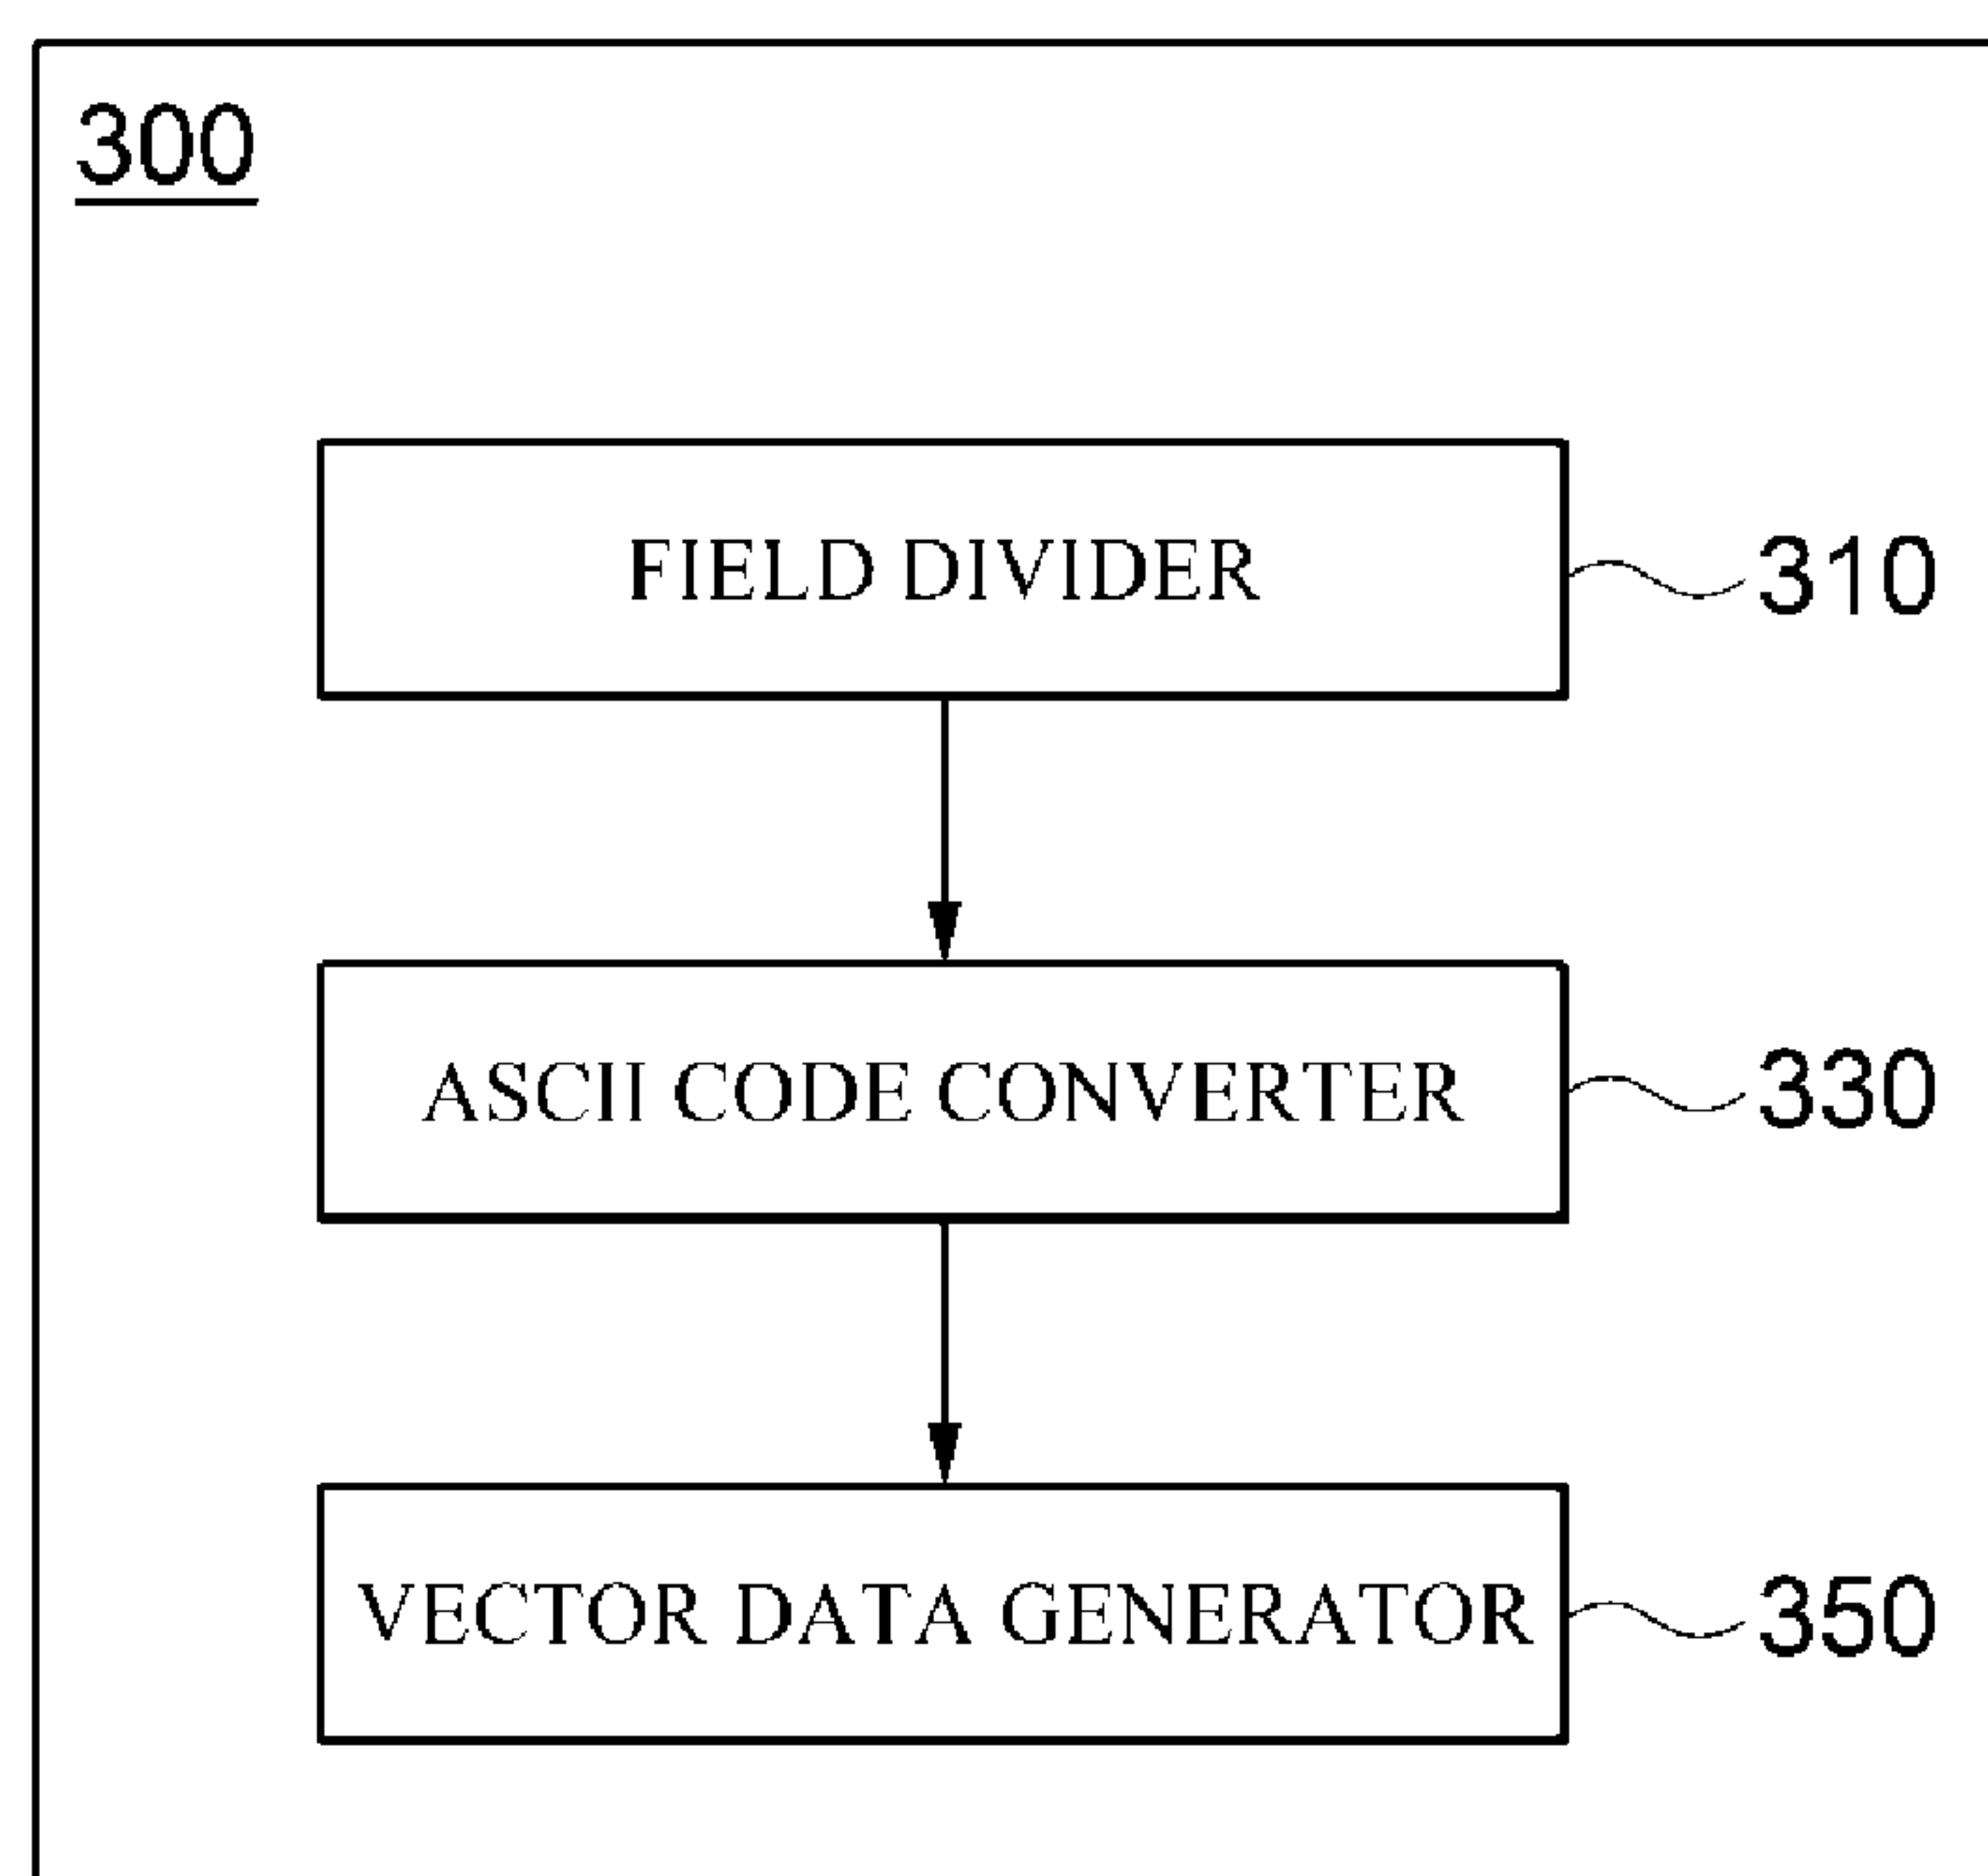 300
FIELD DIVIDER
310
ASCII CODE CONVERTER
330
VECTOR DATA GENERATOR
350